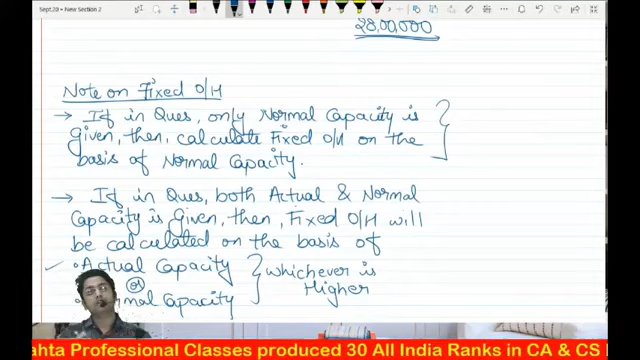 Sept.20 • New Section 2
28,00,000
Note on Fixed O/H
→ If in Ques, only Normal Capacity is
given, then, calculate Fixed O/H on the
basis of Normal Capacity.
→ If in Ques, both Actual & Normal
Capacity is given, then, Fixed O/H will
be calculated on the basis of
• Actual Capacity
or
whichever is
Higher
Capacity
ahta Professional Classes produced 30 All India Ranks in CA & CS